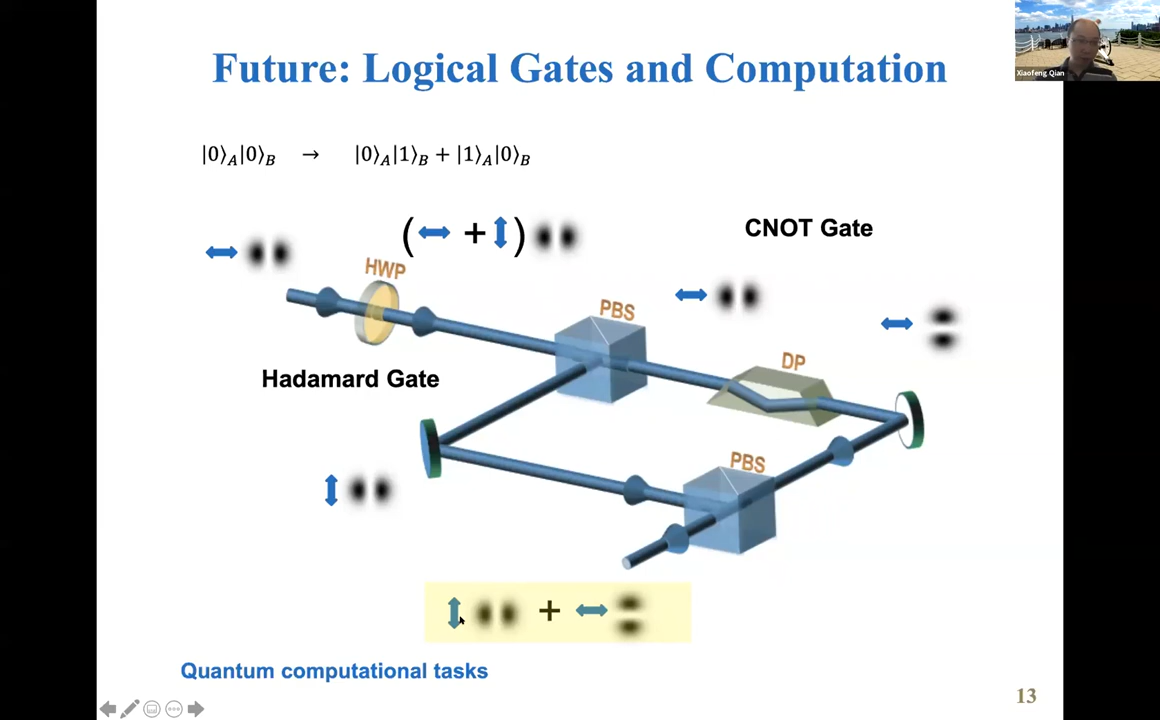 Future: Logical Gates and Computation
Xiaofeng Qian
|0⟩A|0⟩B → |0⟩A|1⟩B + |1⟩A|0⟩B
( + )
CNOT Gate
HWP
PBS
DP
Hadamard Gate
PBS
+
Quantum computational tasks
13